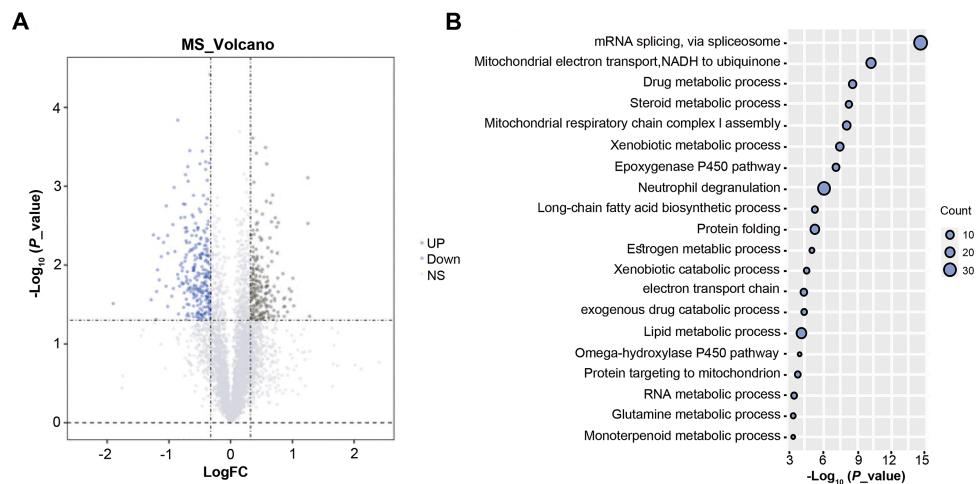 A
MS_Volcano
-Log10 (P_value)
4
3
2
1
0
-2
-1
0
1
2
LogFC
UP
Down
NS
B
mRNA splicing, via spliceosome
Mitochondrial electron transport,NADH to ubiquinone
Drug metabolic process
Steroid metabolic process
Mitochondrial respiratory chain complex I assembly
Xenobiotic metabolic process
Epoxygenase P450 pathway
Neutrophil degranulation
Long-chain fatty acid biosynthetic process
Protein folding
Estrogen metablic process
Xenobiotic catabolic process
electron transport chain
exogenous drug catabolic process
Lipid metabolic process
Omega-hydroxylase P450 pathway
Protein targeting to mitochondrion
RNA metabolic process
Glutamine metabolic process
Monoterpenoid metabolic process
3
6
9
12
15
-Log10 (P_value)
Count
10
20
30